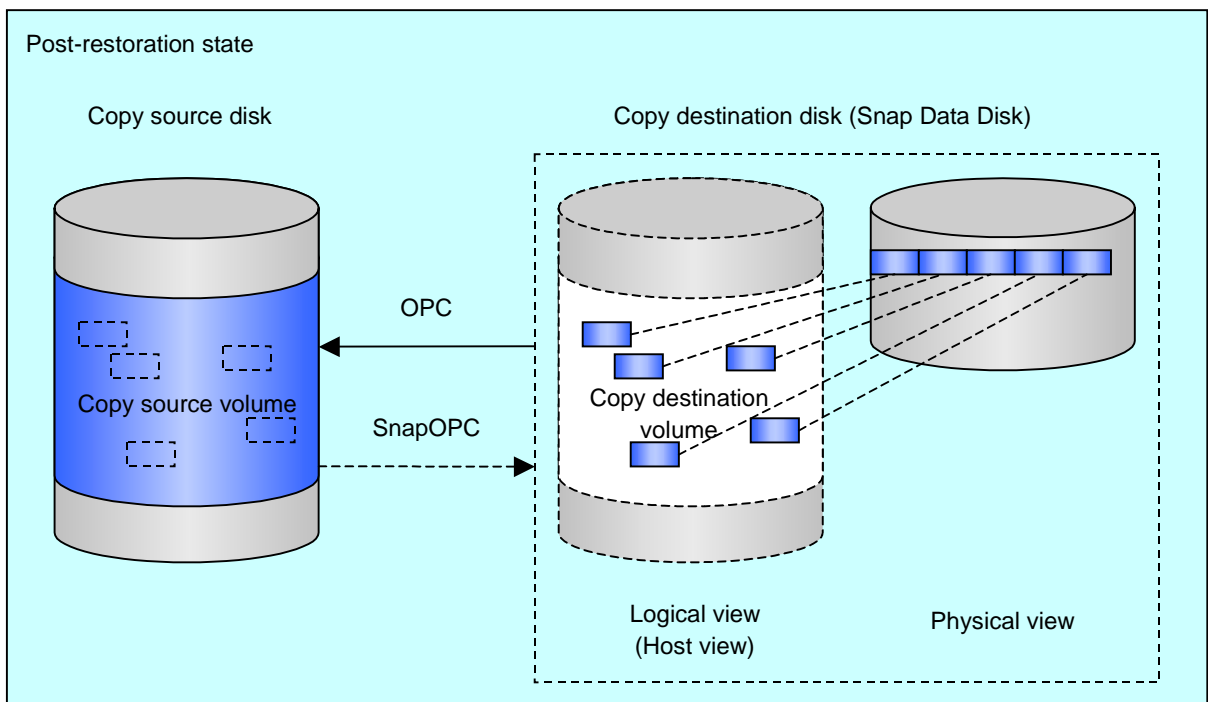 Post-restoration state
Copy source disk
Copy destination disk (Snap Data Disk)
OPC
Copy source volume
SnapOPC
Copy destination
volume
Logical view
(Host view)
Physical view